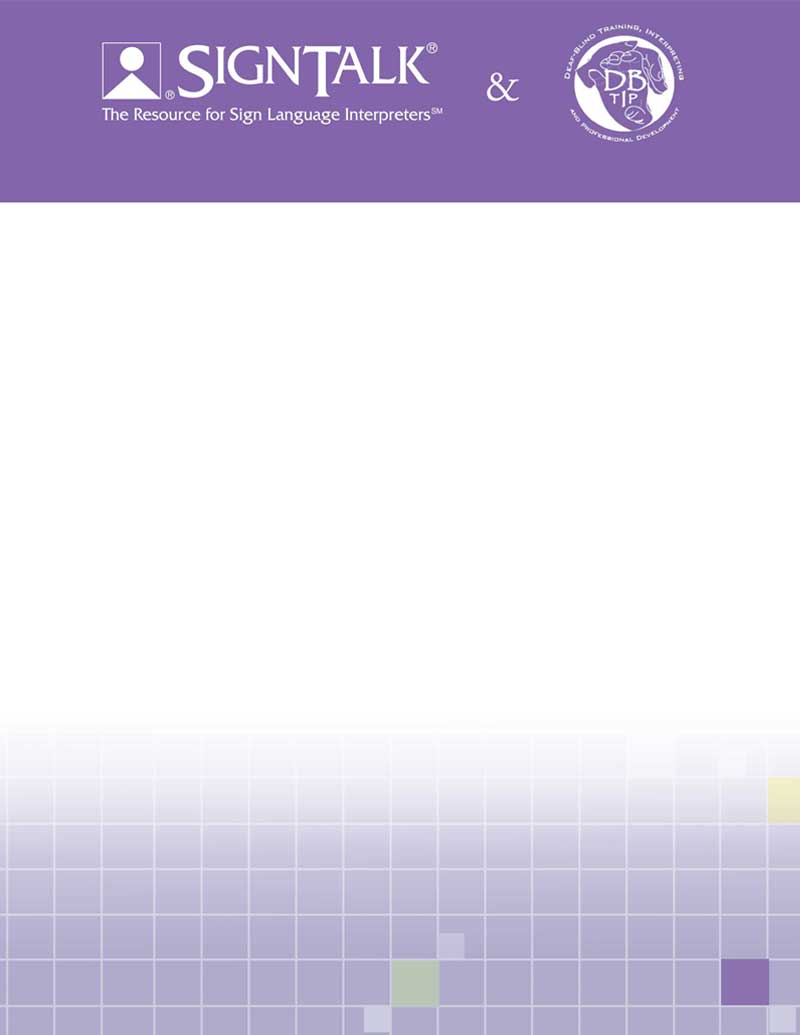 SIGNTALK®
®
The Resource for Sign Language Interpreters℠
&
DEAF-BLIND TRAINING, INTERPRETING
DB
TIP
AND PROFESSIONAL DEVELOPMENT